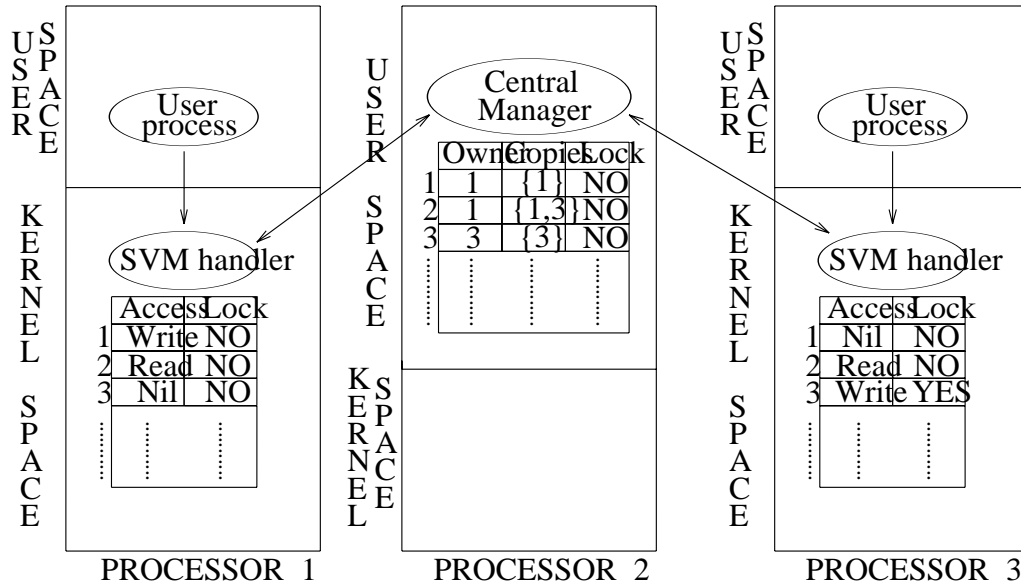 USER SPACE
User
process
KERNEL SPACE
SVM handler
Access Lock
1 Write NO
2 Read NO
3 Nil NO
PROCESSOR 1
USER SPACE
Central
Manager
Owner Copies Lock
1 1 {1} NO
2 1 {1,3} NO
3 3 {3} NO
KERNEL SPACE
PROCESSOR 2
USER SPACE
User
process
KERNEL SPACE
SVM handler
Access Lock
1 Nil NO
2 Read NO
3 Write YES
PROCESSOR 3